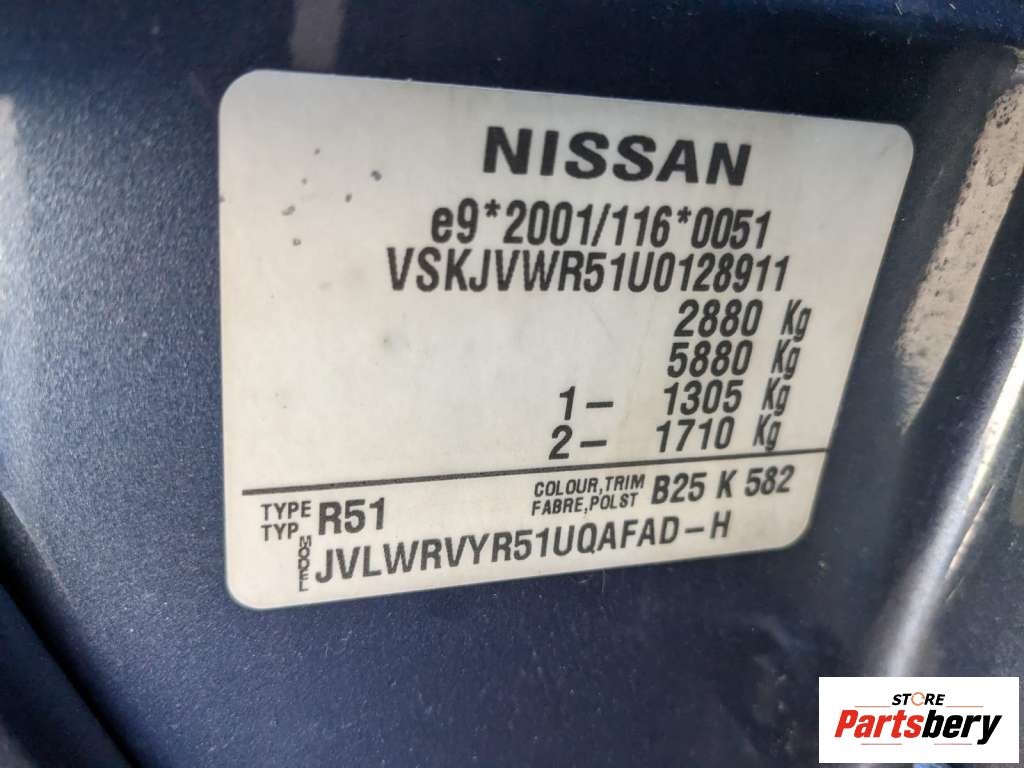 NISSAN
e9*2001/116*0051
VSKJVWR51U0128911
2880 Kg
5880 Kg
1- 1305 Kg
2- 1710 Kg
TYPE
TYP R51
COLOUR,TRIM
FABRE,POLST B25 K 582
MODEL JVLWRVYR51UQAFAD-H
STORE
Partsbery